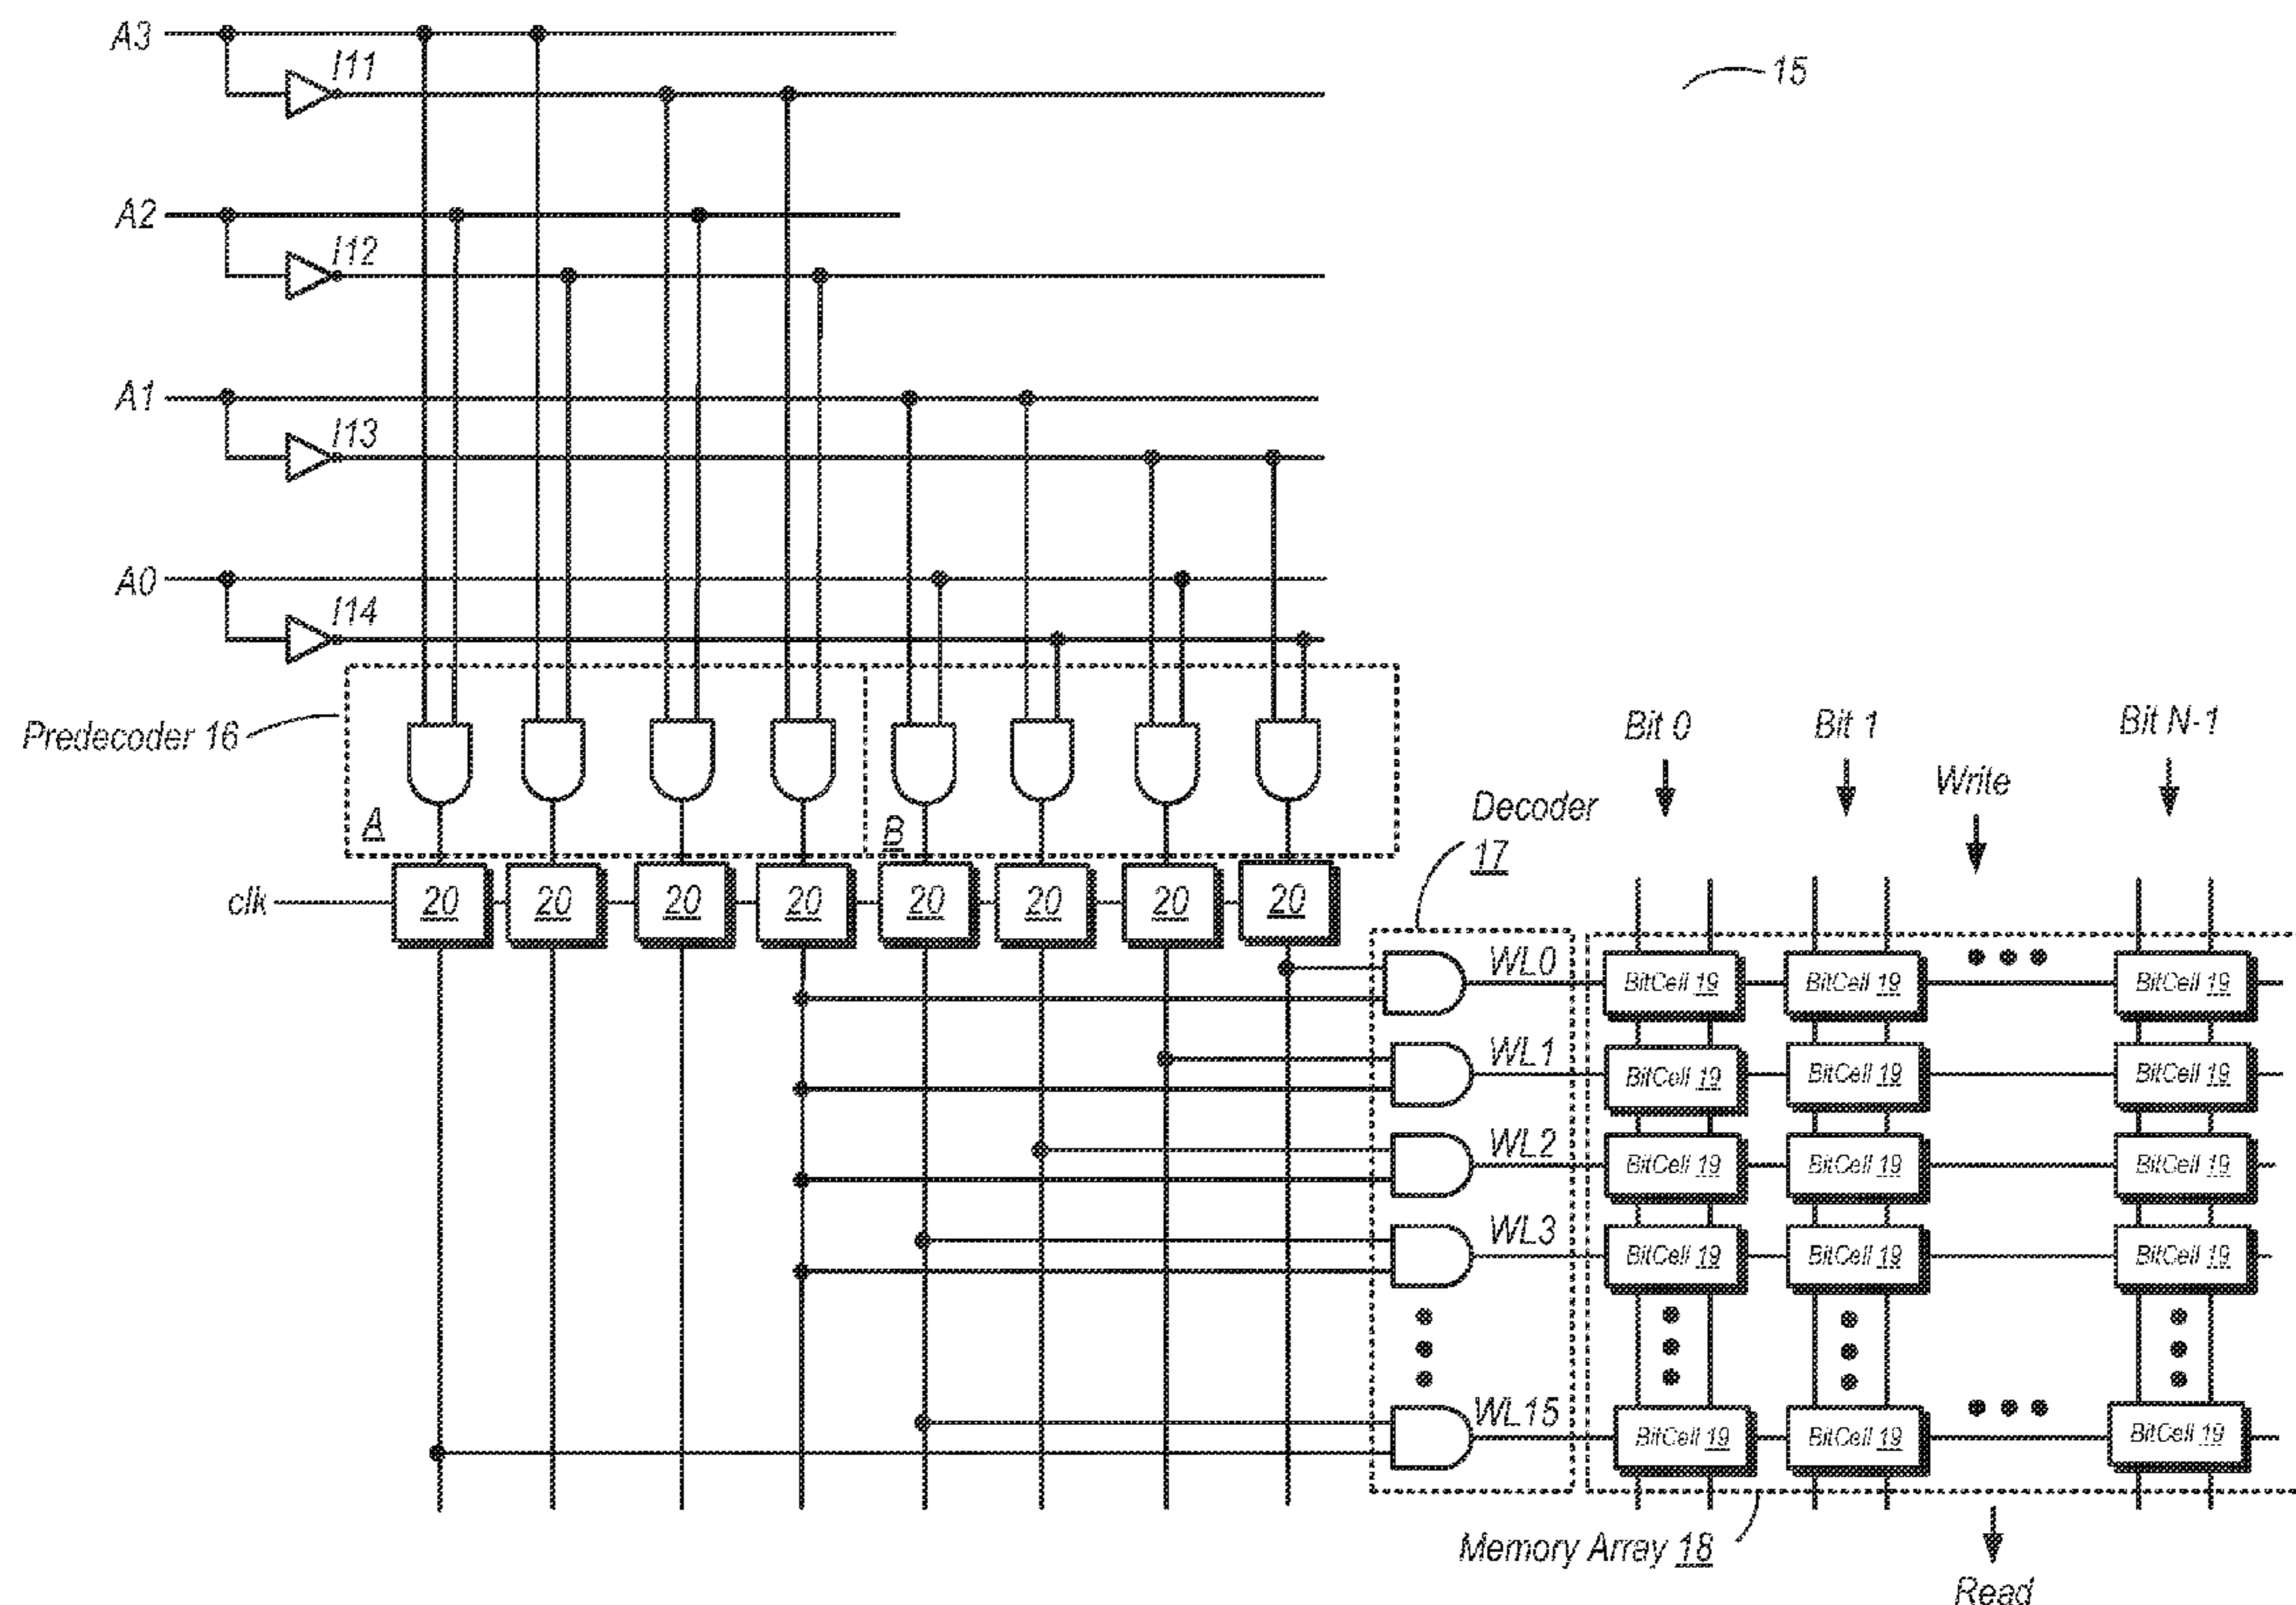 A3
I11
15
A2
I12
A1
I13
A0
I14
Predecoder 16
A
B
Bit 0
Bit 1
Bit N-1
Write
Decoder
17
clk
20 20 20 20 20 20 20 20
WL0
BitCell 19 BitCell 19 BitCell 19
WL1
BitCell 19 BitCell 19 BitCell 19
WL2
BitCell 19 BitCell 19 BitCell 19
WL3
BitCell 19 BitCell 19 BitCell 19
WL15
BitCell 19 BitCell 19 BitCell 19
Memory Array 18
Read